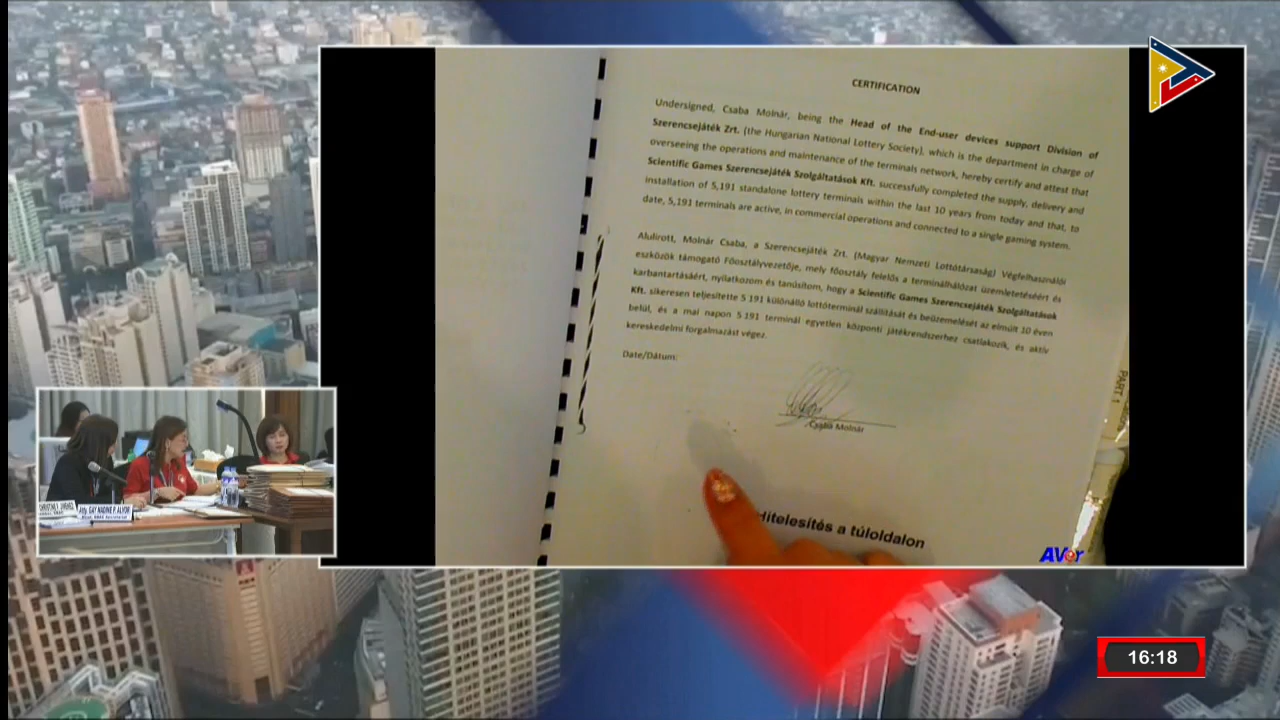 CERTIFICATION
Undersigned, Csaba Molnár, being the Head of the End-user devices support Division of
Szerencsejáték Zrt. (the Hungarian National Lottery Society), which is the department in charge of
overseeing the operations and maintenance of the terminals network, hereby certify and attest that
Scientific Games Szerencsejáték Szolgáltatások Kft. successfully completed the supply, delivery and
installation of 5,191 standalone lottery terminals within the last 10 years from today and that, to
date, 5,191 terminals are active, in commercial operations and connected to a single gaming system.
Alulírott, Molnár Csaba, a Szerencsejáték Zrt. (Magyar Nemzeti Lottótársaság) Végfelhasználói
eszközök támogató Főosztályvezetője, mely főosztály felelős a terminálhálózat üzemletetéséért és
karbantartásáért, nyilatkozom és tanúsítom, hogy a Scientific Games Szerencsejáték Szolgáltatások
Kft. sikeresen teljesítette 5 191 különálló lottóterminál szállítását és beüzemelését az elmúlt 10 éven
belül, és a mai napon 5 191 terminál egyetlen központi játékrendszerhez csatlakozik, és aktív
kereskedelmi forgalmazást végez.
Date/Dátum:
Csaba Molnár
Hitelesítés a túloldalon
PART 1
AVer
Atty. GAY NADINE P. ALVOR
16:18